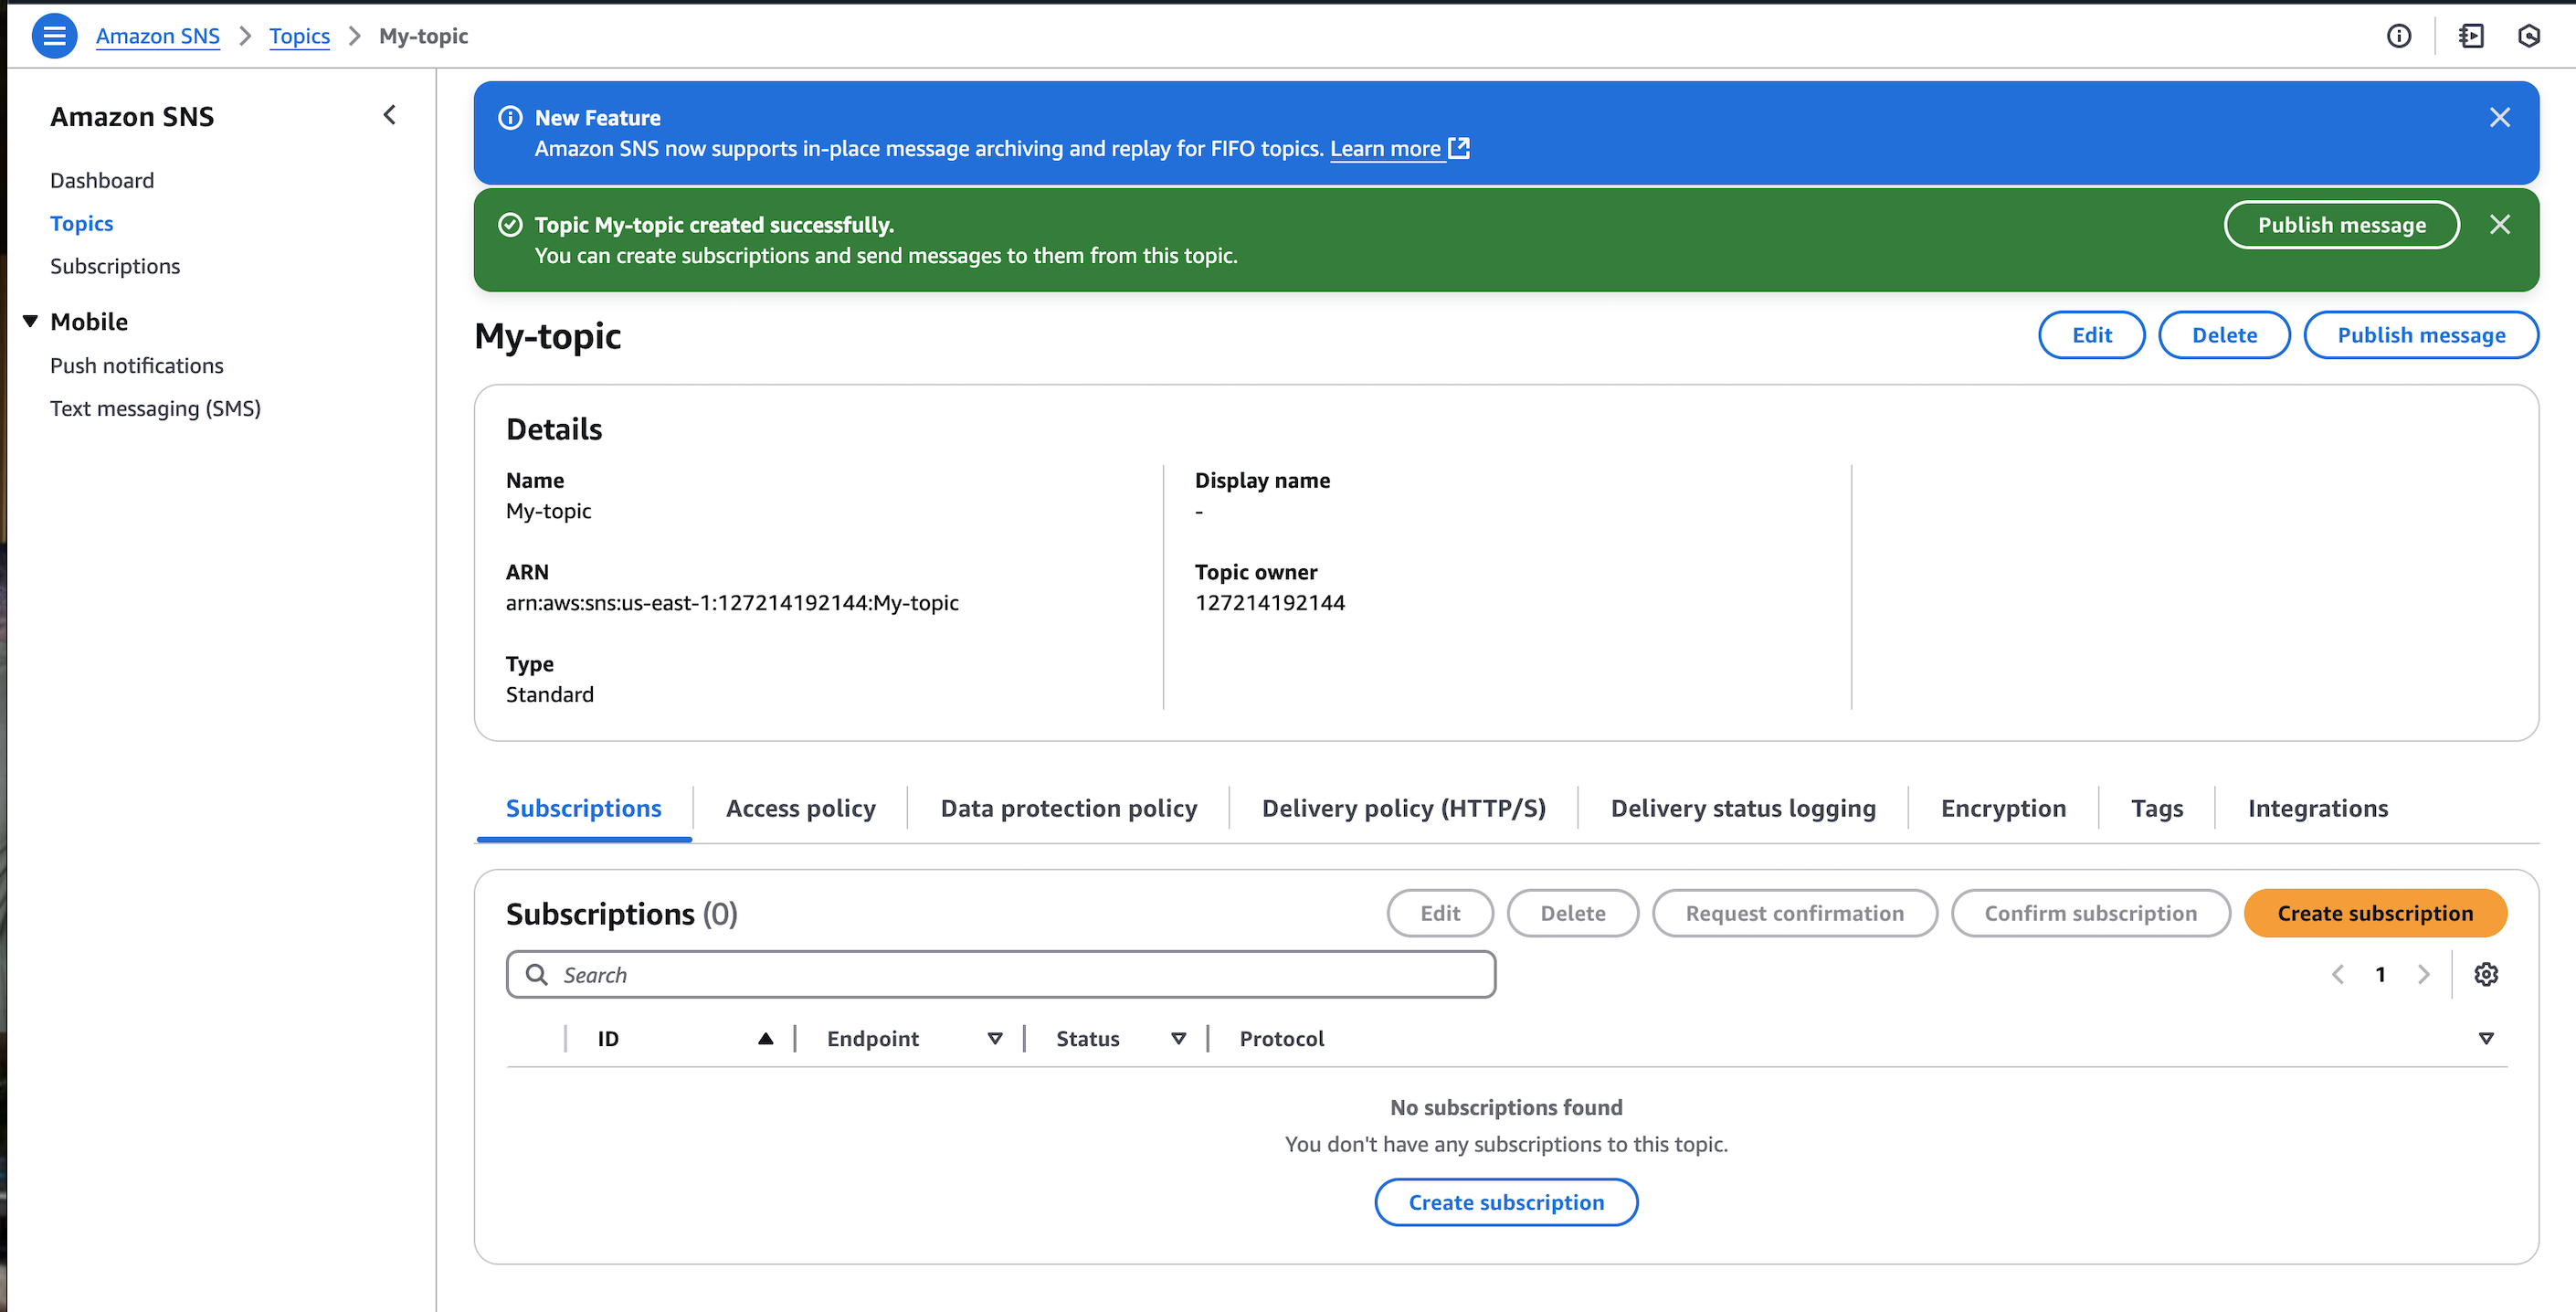 Amazon SNS > Topics > My-topic
Amazon SNS
Dashboard
Topics
Subscriptions
Mobile
Push notifications
Text messaging (SMS)
New Feature
Amazon SNS now supports in-place message archiving and replay for FIFO topics. Learn more
Topic My-topic created successfully.
You can create subscriptions and send messages to them from this topic.
Publish message
My-topic
Edit
Delete
Publish message
Details
Name
My-topic
ARN
arn:aws:sns:us-east-1:127214192144:My-topic
Type
Standard
Display name
-
Topic owner
127214192144
Subscriptions
Access policy
Data protection policy
Delivery policy (HTTP/S)
Delivery status logging
Encryption
Tags
Integrations
Subscriptions (0)
Edit
Delete
Request confirmation
Confirm subscription
Create subscription
Search
1
ID
Endpoint
Status
Protocol
No subscriptions found
You don't have any subscriptions to this topic.
Create subscription